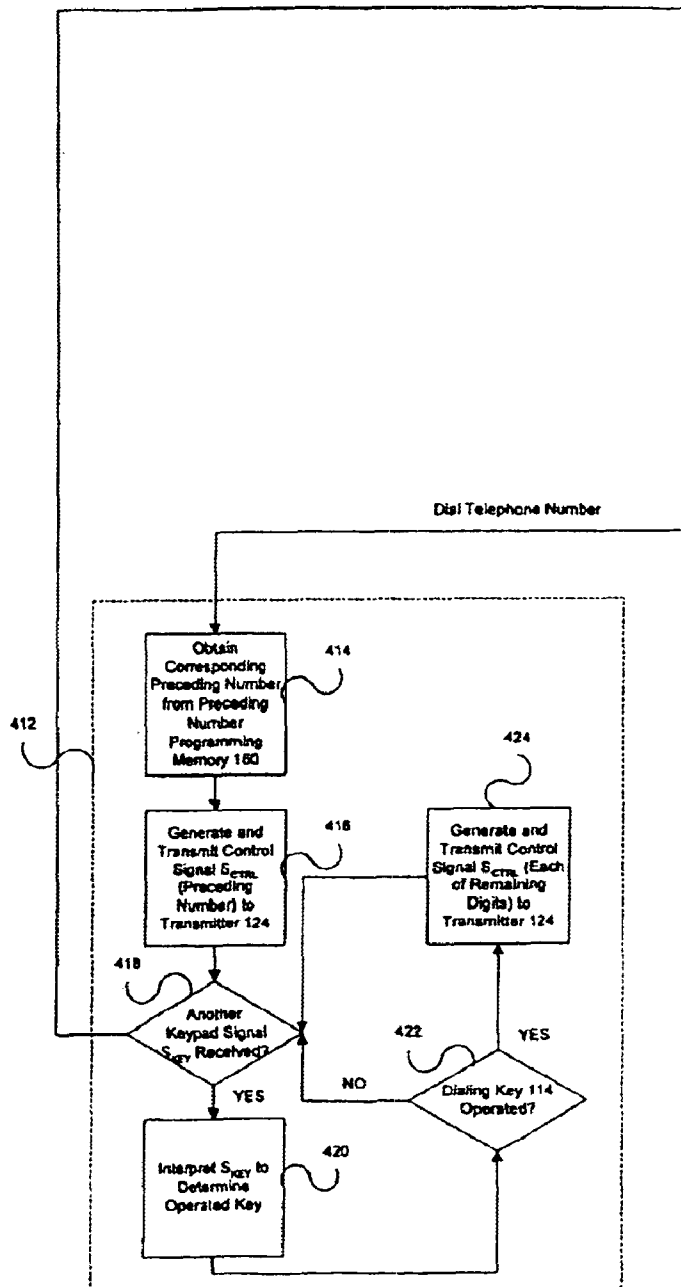 Dial Telephone Number
Obtain
Corresponding
Preceding Number
from Preceding
Number
Programming
Memory 160
414
412
424
Generate and
Transmit Control
Signal S_CTRL
(Preceding
Number) to
Transmitter 124
416
Generate and
Transmit Control
Signal S_CTRL (Each
of Remaining
Digits) to
Transmitter 124
418
Another
Keypad Signal
S_KEY Received?
422
YES
NO
Dialing Key 114
Operated?
YES
Interpret S_KEY to
Determine
Operated Key
420